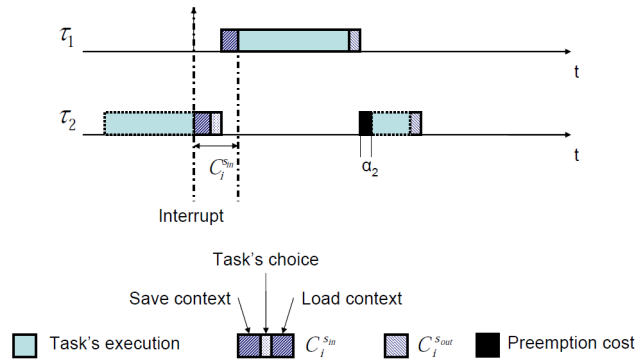 τ1
t
τ2
t
C_i^{s_in}
α2
Interrupt
Task's choice
Save context
Load context
Task's execution
C_i^{s_in}
C_i^{s_out}
Preemption cost